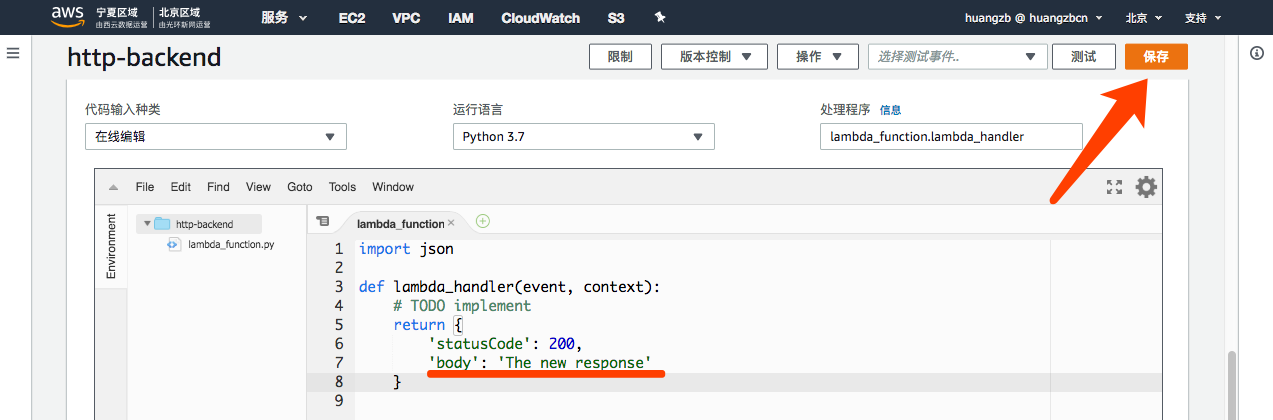 aws 宁夏区域 由西云数据运营 北京区域 由光环新网运营 服务 EC2 VPC IAM CloudWatch S3 huangzb @ huangzbcn 北京 支持
http-backend 限制 版本控制 操作 选择测试事件.. 测试 保存
代码输入种类 运行语言 处理程序 信息
在线编辑 Python 3.7 lambda_function.lambda_handler
File Edit Find View Goto Tools Window
Environment
http-backend
lambda_function.py
lambda_function
1 import json
2
3 def lambda_handler(event, context):
4 # TODO implement
5 return {
6 'statusCode': 200,
7 'body': 'The new response'
8 }
9